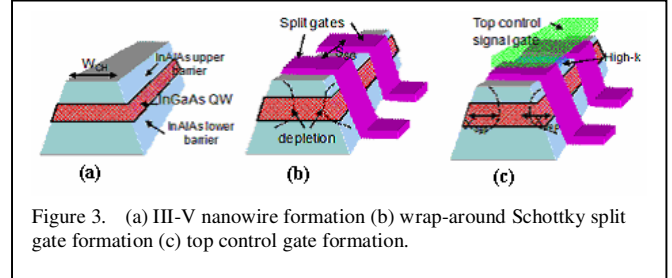 W_CH
InAlAs upper
barrier
InGaAs QW
InAlAs lower
barrier
(a)
Split gates
depletion
(b)
Top control
signal gate
High-k
(c)
Figure 3. (a) III-V nanowire formation (b) wrap-around Schottky split
gate formation (c) top control gate formation.